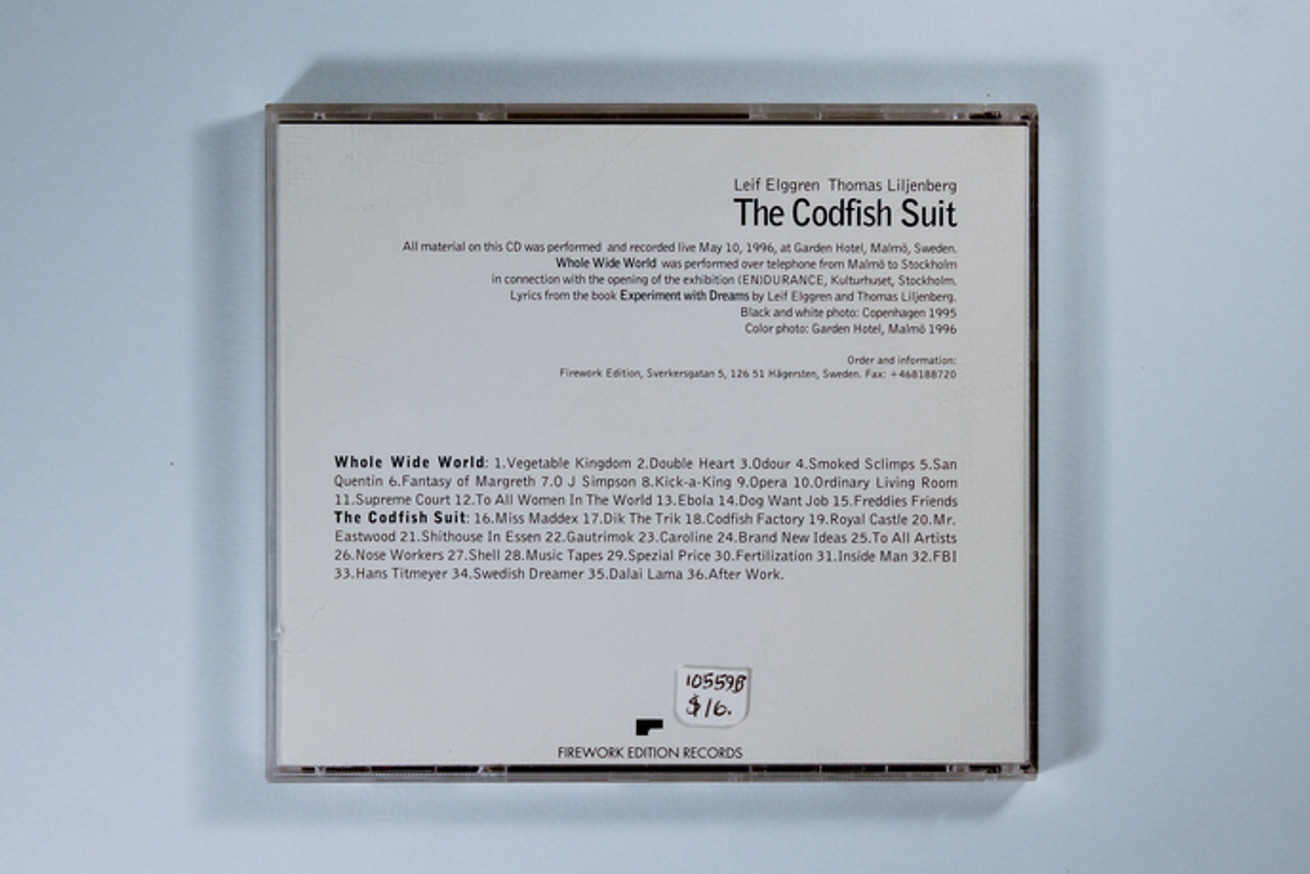 Leif Elggren Thomas Liljenberg
The Codfish Suit
All material on this CD was performed and recorded live May 10, 1996, at Garden Hotel, Malmö, Sweden.
Whole Wide World was performed over telephone from Malmö to Stockholm
in connection with the opening of the exhibition (EN)DURANCE, Kulturhuset, Stockholm.
Lyrics from the book Experiment with Dreams by Leif Elggren and Thomas Liljenberg.
Black and white photo: Copenhagen 1995
Color photo: Garden Hotel, Malmö 1996
Order and information:
Firework Edition, Sverkersgatan 5, 126 51 Hägersten, Sweden. Fax: +468188720
Whole Wide World: 1.Vegetable Kingdom 2.Double Heart 3.Odour 4.Smoked Sclimps 5.San
Quentin 6.Fantasy of Margreth 7.O J Simpson 8.Kick-a-King 9.Opera 10.Ordinary Living Room
11.Supreme Court 12.To All Women In The World 13.Ebola 14.Dog Want Job 15.Freddies Friends
The Codfish Suit: 16.Miss Maddex 17.Dik The Trik 18.Codfish Factory 19.Royal Castle 20.Mr.
Eastwood 21.Shithouse In Essen 22.Gautrimok 23.Caroline 24.Brand New Ideas 25.To All Artists
26.Nose Workers 27.Shell 28.Music Tapes 29.Spezial Price 30.Fertilization 31.Inside Man 32.FBI
33.Hans Titmeyer 34.Swedish Dreamer 35.Dalai Lama 36.After Work.
10559B
$16.
FIREWORK EDITION RECORDS